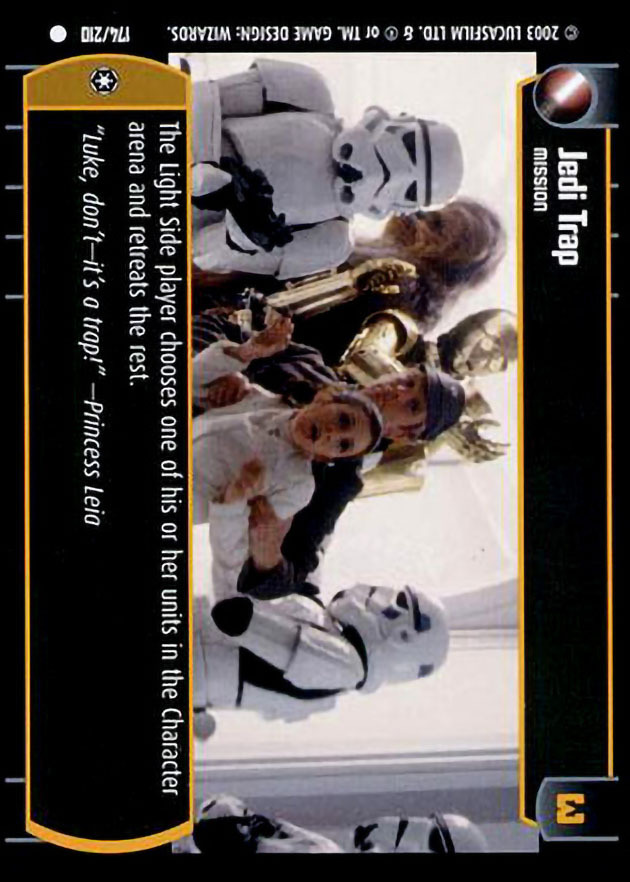 Jedi Trap
MISSION
3
The Light Side player chooses one of his or her units in the Character
arena and retreats the rest.
"Luke, don't—it's a trap!" —Princess Leia
© 2003 LUCASFILM LTD. & ® or TM. GAME DESIGN: WIZARDS.
174/210